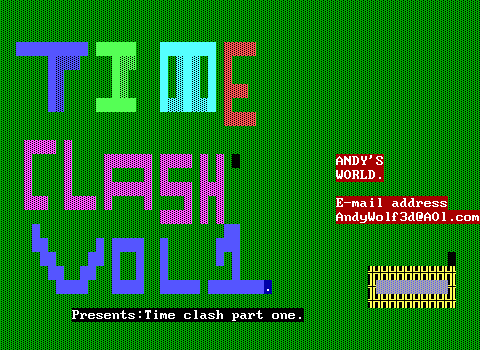 TIME
CLASH
VOL1.
ANDY'S
WORLD.
E-mail address
AndyWolf3d@AOl.com
Presents:Time clash part one.